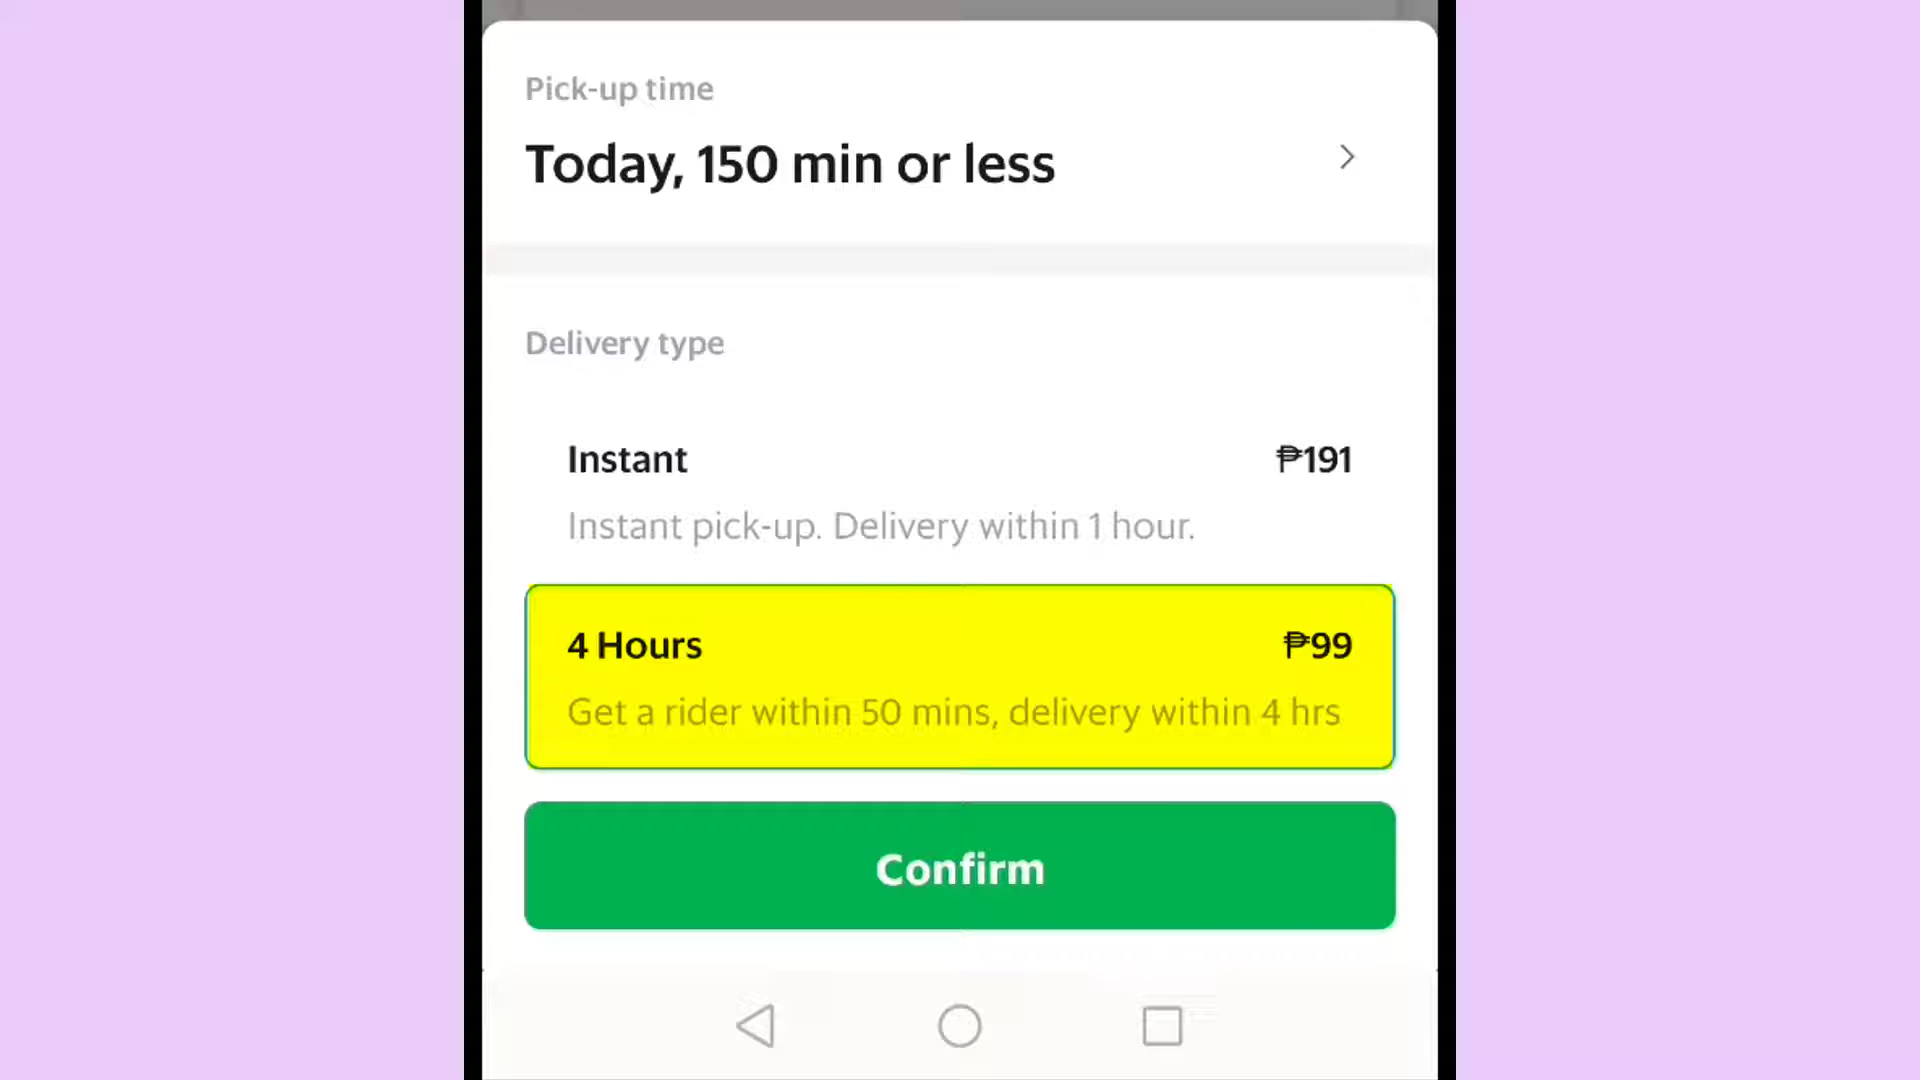 Pick-up time
Today, 150 min or less
Delivery type
Instant ₱191
Instant pick-up. Delivery within 1 hour.
4 Hours ₱99
Get a rider within 50 mins, delivery within 4 hrs
Confirm